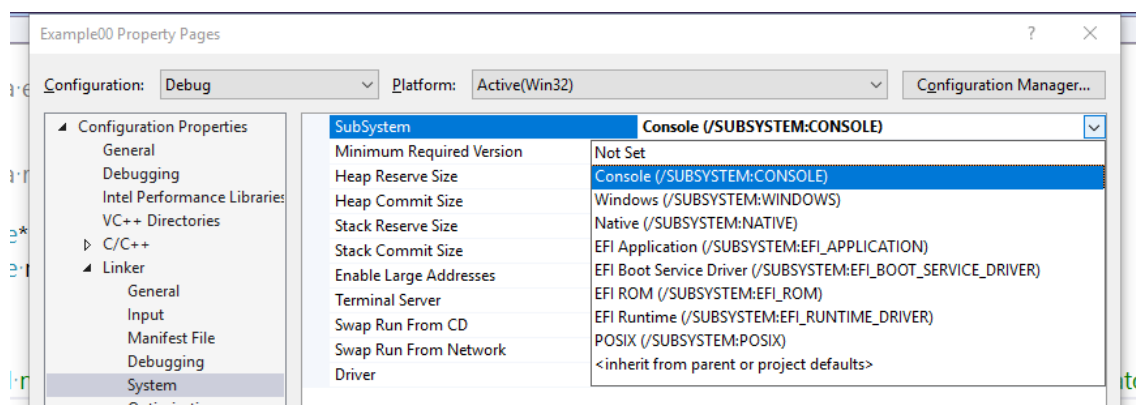 Example00 Property Pages
?
Configuration: Debug Platform: Active(Win32) Configuration Manager...
Configuration Properties
General
Debugging
Intel Performance Libraries
VC++ Directories
C/C++
Linker
General
Input
Manifest File
Debugging
System
SubSystem Console (/SUBSYSTEM:CONSOLE)
Minimum Required Version
Heap Reserve Size
Heap Commit Size
Stack Reserve Size
Stack Commit Size
Enable Large Addresses
Terminal Server
Swap Run From CD
Swap Run From Network
Driver
Not Set
Console (/SUBSYSTEM:CONSOLE)
Windows (/SUBSYSTEM:WINDOWS)
Native (/SUBSYSTEM:NATIVE)
EFI Application (/SUBSYSTEM:EFI_APPLICATION)
EFI Boot Service Driver (/SUBSYSTEM:EFI_BOOT_SERVICE_DRIVER)
EFI ROM (/SUBSYSTEM:EFI_ROM)
EFI Runtime (/SUBSYSTEM:EFI_RUNTIME_DRIVER)
POSIX (/SUBSYSTEM:POSIX)
<inherit from parent or project defaults>